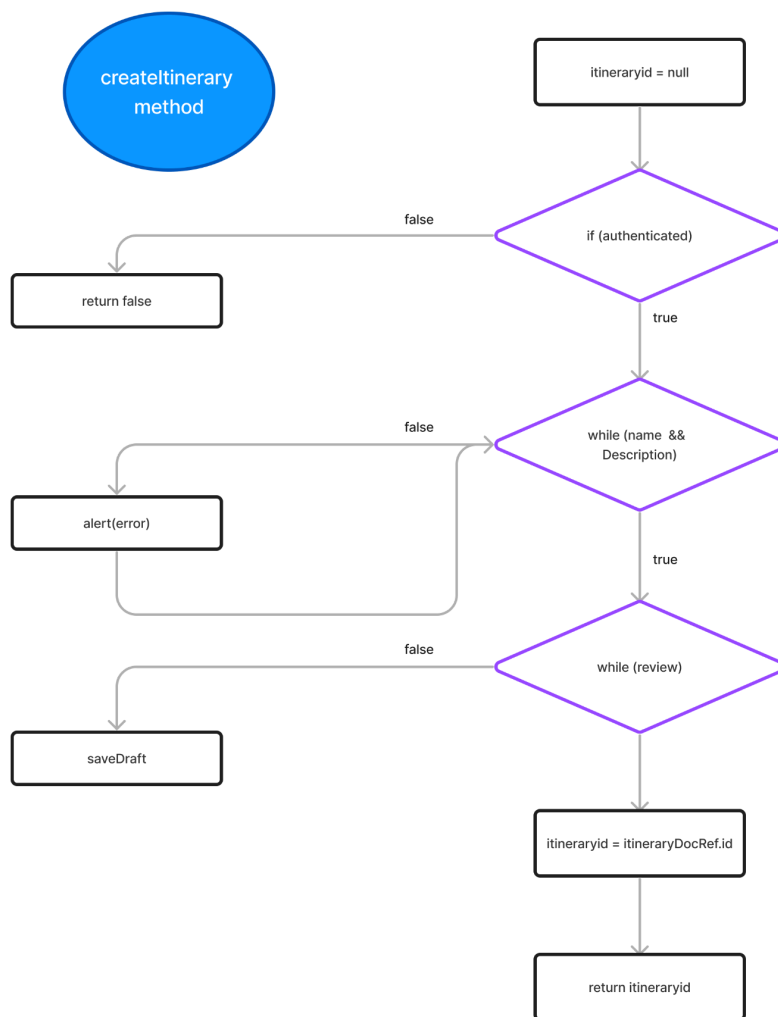 createItinerary
method
itineraryid = null
false
if (authenticated)
return false
true
false
while (name  &&
Description)
alert(error)
true
false
while (review)
saveDraft
itineraryid = itineraryDocRef.id
return itineraryid